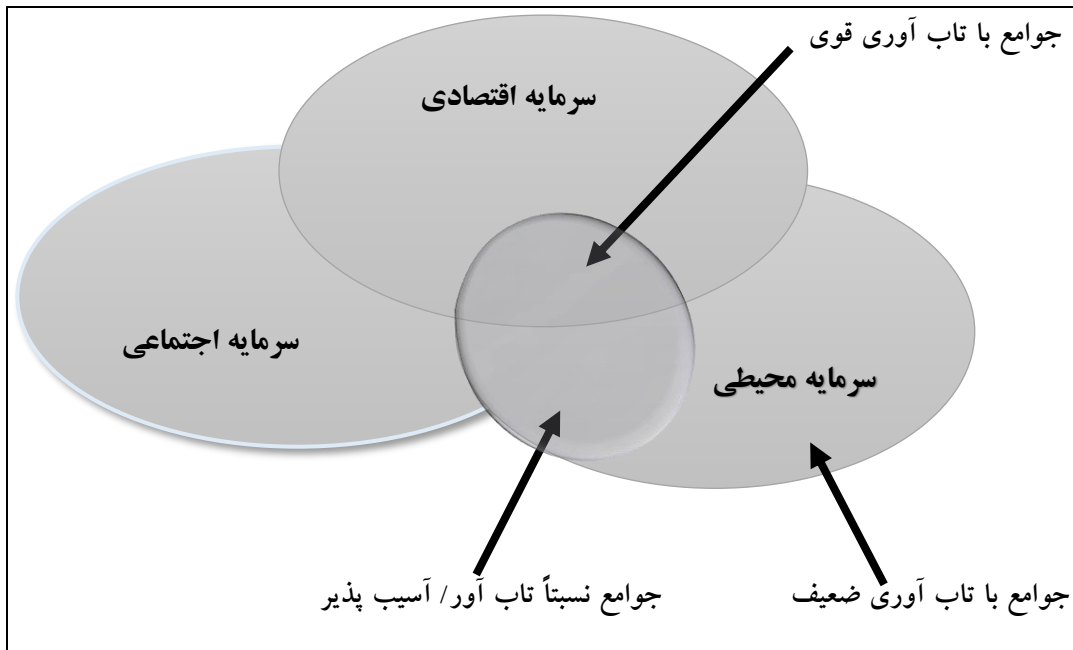 جوامع با تاب آوری قوی
سرمایه اقتصادی
سرمایه اجتماعی
سرمایه محیطی
جوامع با تاب آوری ضعیف
جوامع نسبتاً تاب آور/ آسیب پذیر